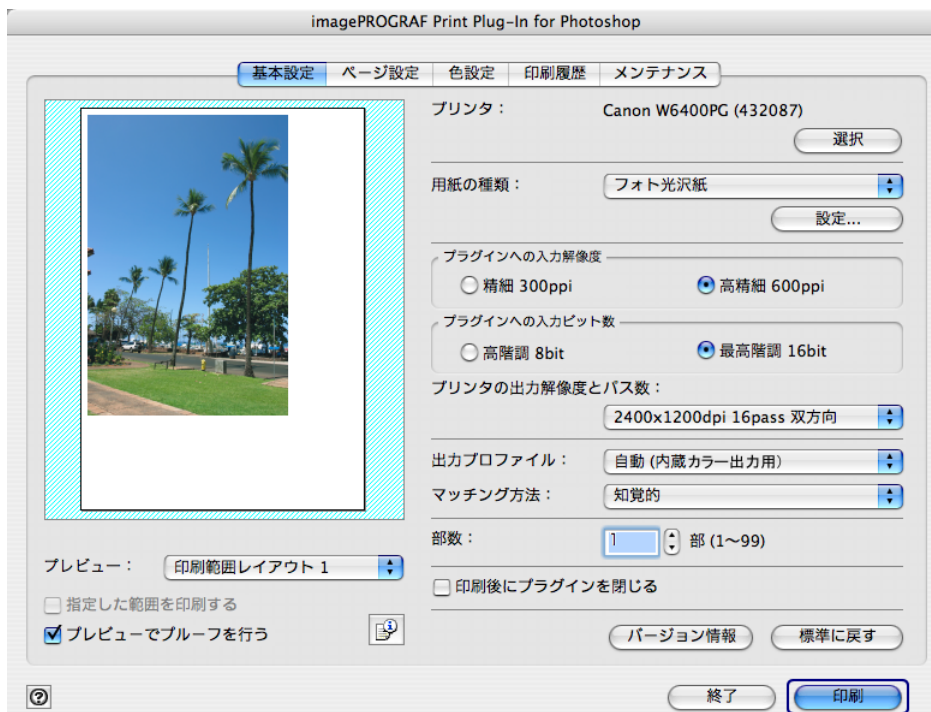 imagePROGRAF Print Plug-In for Photoshop
基本設定 ページ設定 色設定 印刷履歴 メンテナンス
プリンタ： Canon W6400PG (432087)
選択
用紙の種類： フォト光沢紙
設定...
プラグインへの入力解像度
精細 300ppi 高精細 600ppi
プラグインへの入力ビット数
高階調 8bit 最高階調 16bit
プリンタの出力解像度とパス数：
2400x1200dpi 16pass 双方向
出力プロファイル： 自動 (内蔵カラー出力用)
マッチング方法： 知覚的
部数： 1 部 (1〜99)
印刷後にプラグインを閉じる
プレビュー： 印刷範囲レイアウト 1
指定した範囲を印刷する
プレビューでプルーフを行う
バージョン情報 標準に戻す
終了 印刷